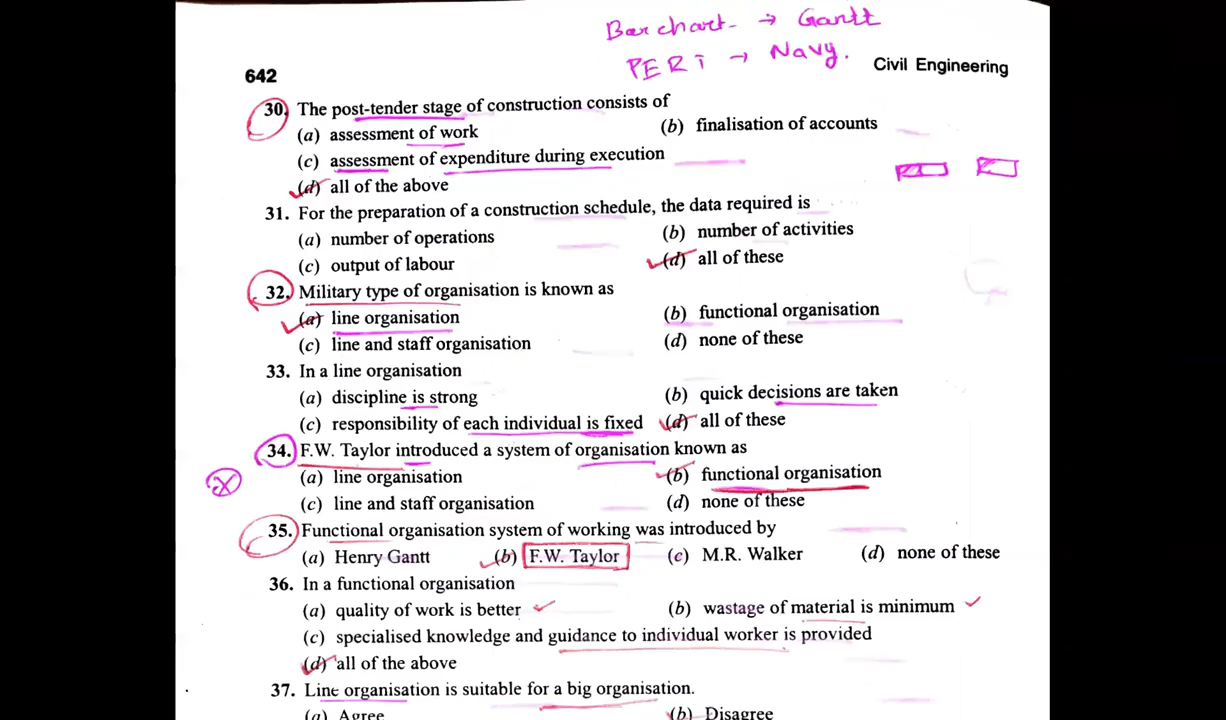 Bar chart → Gantt
PERT → Navy.
642
Civil Engineering
30. The post-tender stage of construction consists of
(a) assessment of work (b) finalisation of accounts
(c) assessment of expenditure during execution
(d) all of the above
31. For the preparation of a construction schedule, the data required is
(a) number of operations (b) number of activities
(c) output of labour (d) all of these
32. Military type of organisation is known as
(a) line organisation (b) functional organisation
(c) line and staff organisation (d) none of these
33. In a line organisation
(a) discipline is strong (b) quick decisions are taken
(c) responsibility of each individual is fixed (d) all of these
34. F.W. Taylor introduced a system of organisation known as
(a) line organisation (b) functional organisation
(c) line and staff organisation (d) none of these
35. Functional organisation system of working was introduced by
(a) Henry Gantt (b) F.W. Taylor (c) M.R. Walker (d) none of these
36. In a functional organisation
(a) quality of work is better (b) wastage of material is minimum
(c) specialised knowledge and guidance to individual worker is provided
(d) all of the above
37. Line organisation is suitable for a big organisation.
(a) Agree (b) Disagree